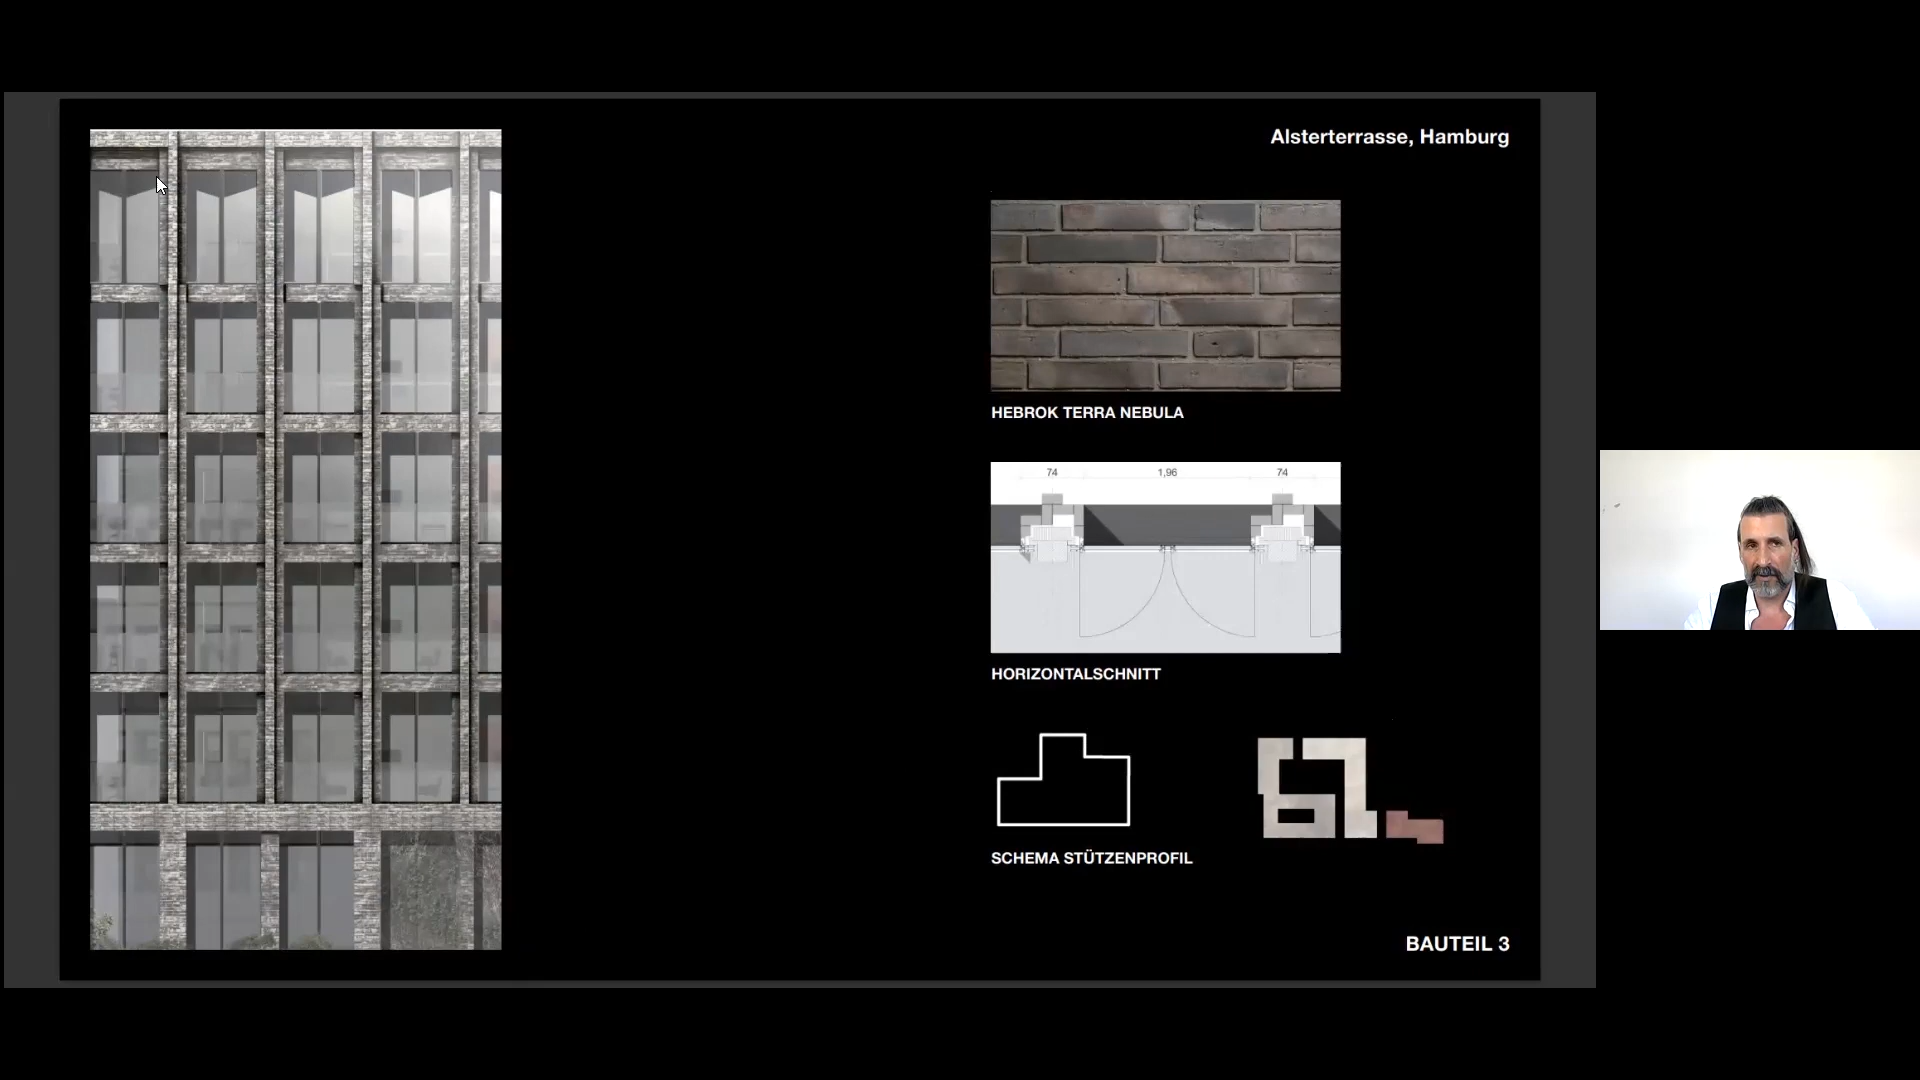 Alsterterrasse, Hamburg
HEBROK TERRA NEBULA
74 1,96 74
HORIZONTALSCHNITT
SCHEMA STÜTZENPROFIL
BAUTEIL 3